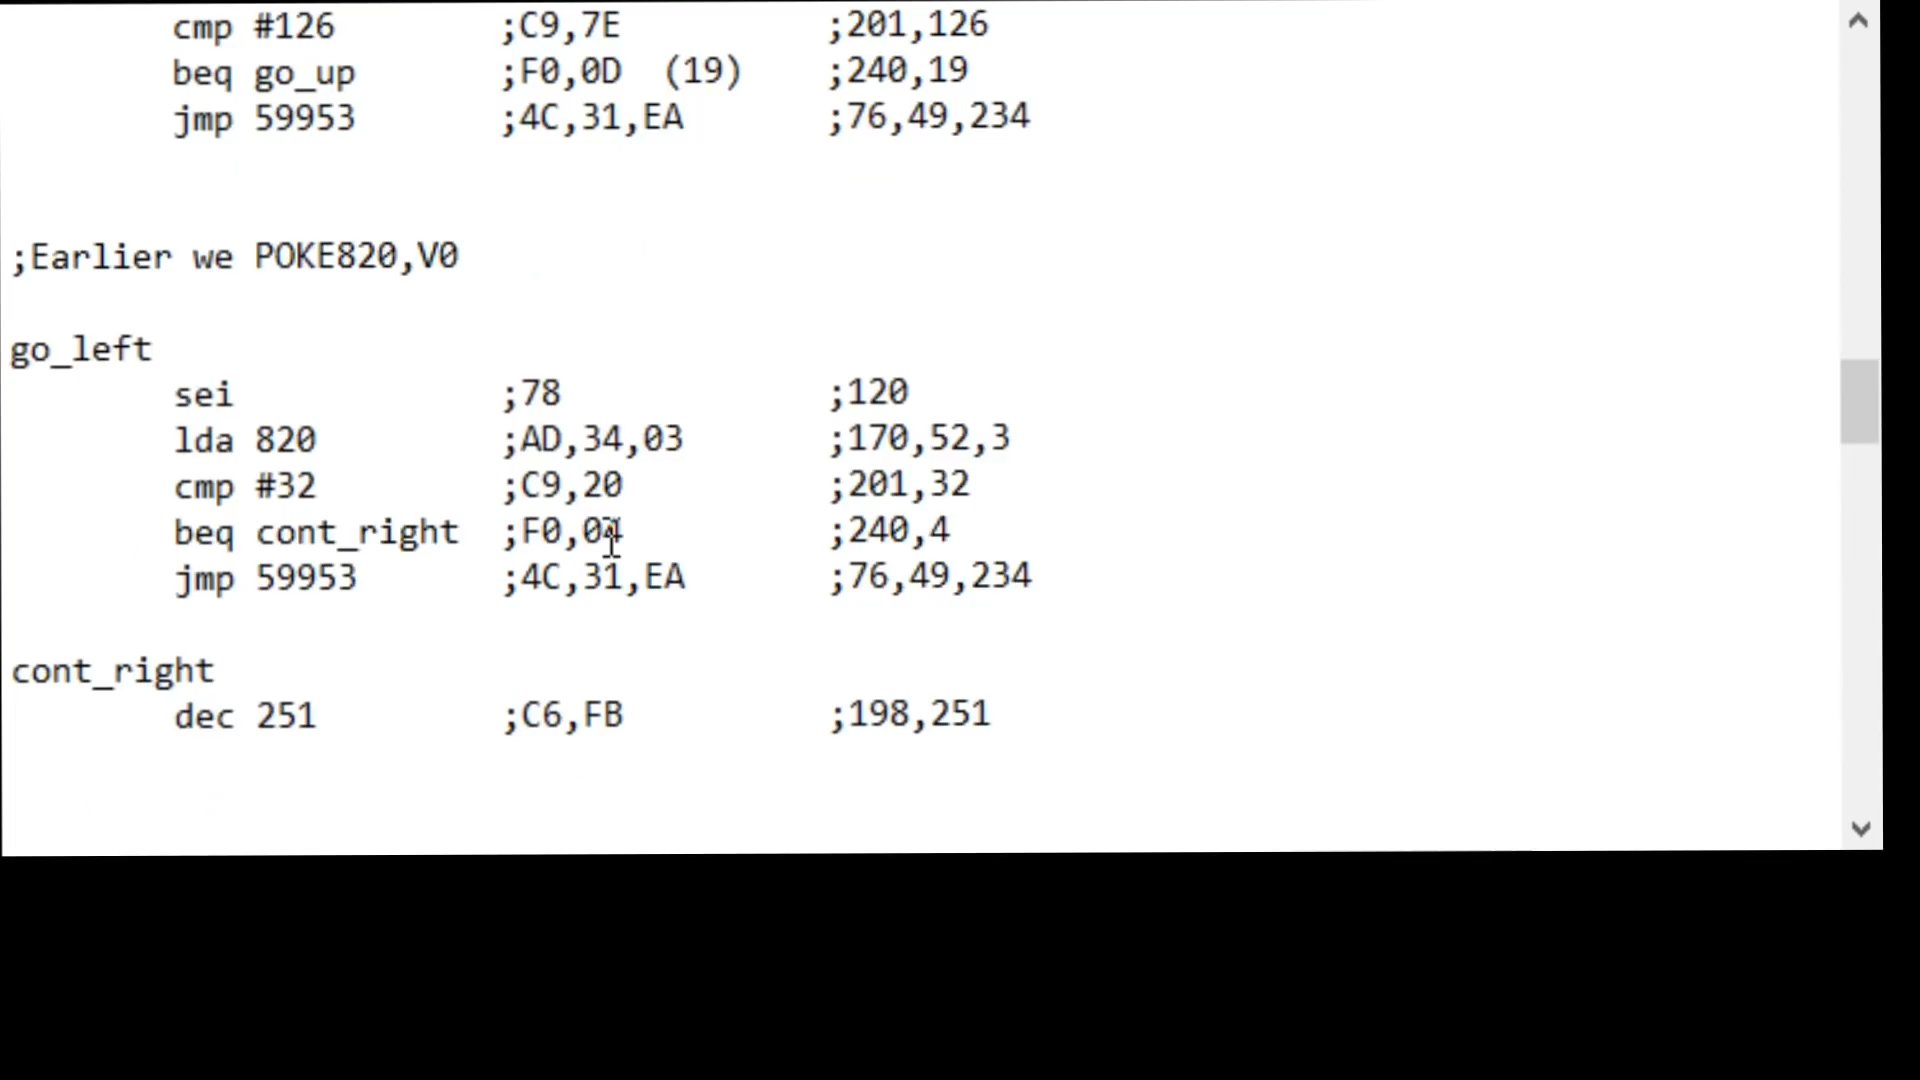 cmp #126 ;C9,7E ;201,126
beq go_up ;F0,0D (19) ;240,19
jmp 59953 ;4C,31,EA ;76,49,234
;Earlier we POKE820,V0
go_left
sei ;78 ;120
lda 820 ;AD,34,03 ;170,52,3
cmp #32 ;C9,20 ;201,32
beq cont_right ;F0,04 ;240,4
jmp 59953 ;4C,31,EA ;76,49,234
cont_right
dec 251 ;C6,FB ;198,251